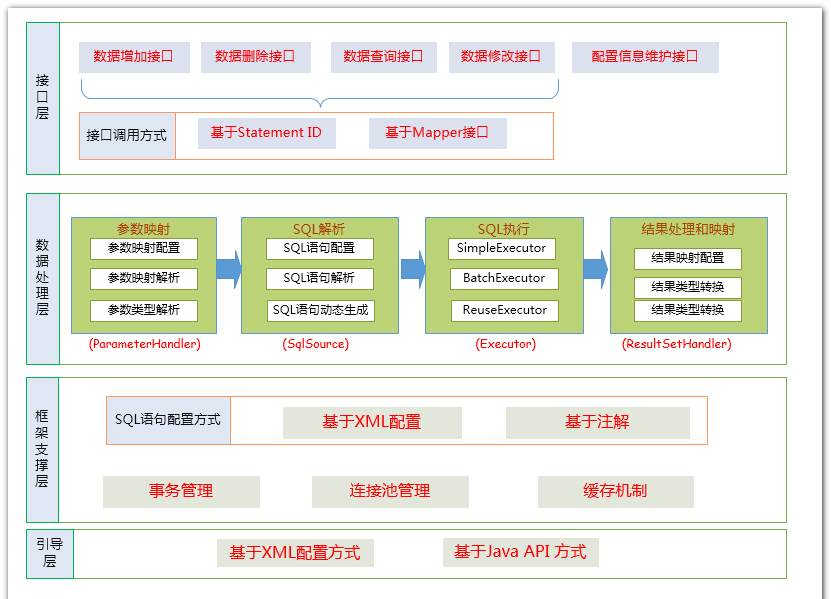 接口层
数据增加接口
数据删除接口
数据查询接口
数据修改接口
配置信息维护接口
接口调用方式
基于Statement ID
基于Mapper接口
数据处理层
参数映射
参数映射配置
参数映射解析
参数类型解析
(ParameterHandler)
SQL解析
SQL语句配置
SQL语句解析
SQL语句动态生成
(SqlSource)
SQL执行
SimpleExecutor
BatchExecutor
ReuseExecutor
(Executor)
结果处理和映射
结果映射配置
结果类型转换
结果类型转换
(ResultSetHandler)
框架支撑层
SQL语句配置方式
基于XML配置
基于注解
事务管理
连接池管理
缓存机制
引导层
基于XML配置方式
基于Java API 方式